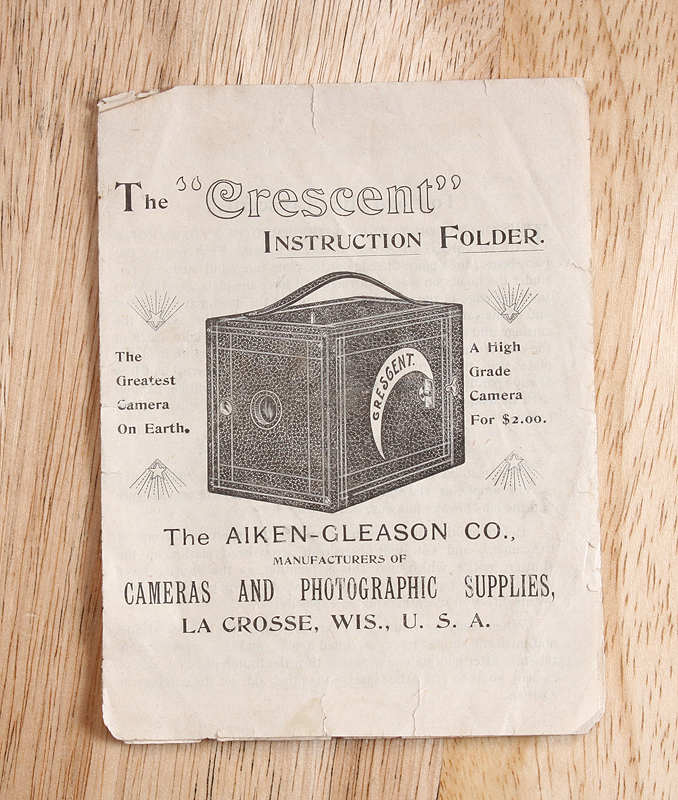 The "Crescent"
INSTRUCTION FOLDER.
The
Greatest
Camera
On Earth.
CRESCENT.
A High
Grade
Camera
For $2.00.
The AIKEN-GLEASON CO.,
MANUFACTURERS OF
CAMERAS AND PHOTOGRAPHIC SUPPLIES,
LA CROSSE, WIS., U. S. A.